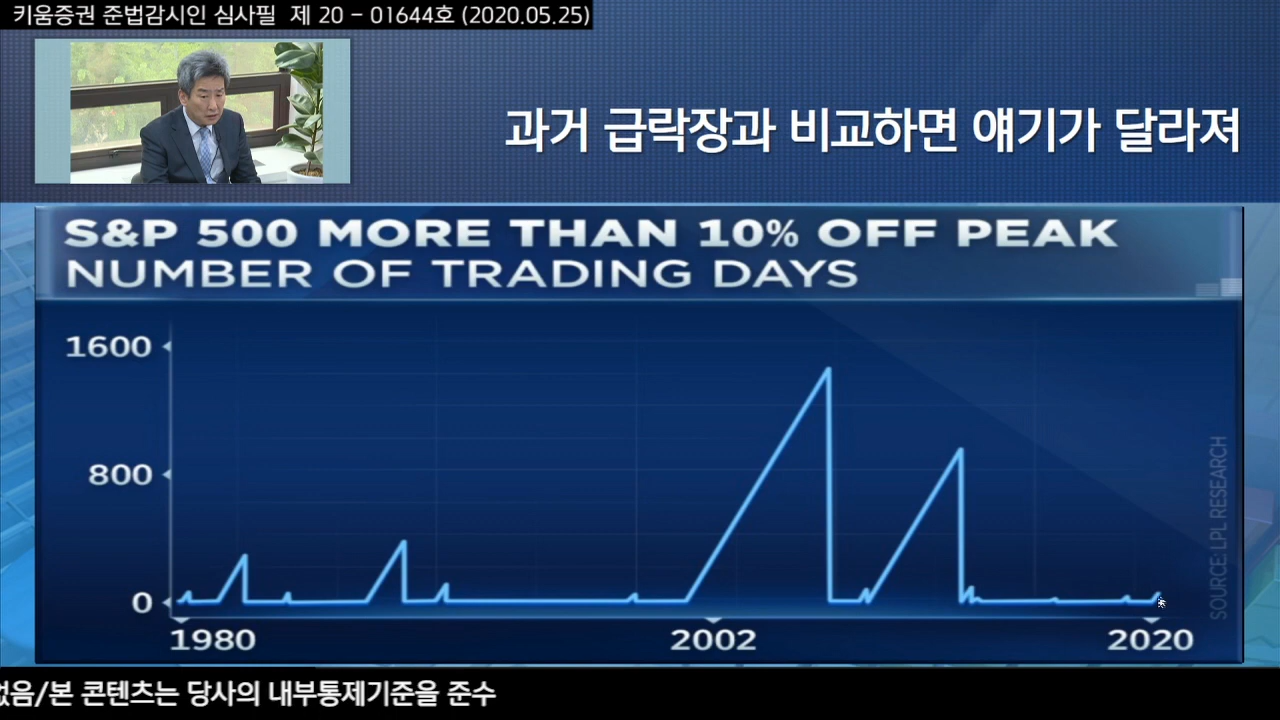 키움증권 준법감시인 심사필 제 20 - 01644호 (2020.05.25)
과거 급락장과 비교하면 얘기가 달라져
S&P 500 MORE THAN 10% OFF PEAK
NUMBER OF TRADING DAYS
1600
800
0
1980
2002
2020
SOURCE: LPL RESEARCH
없음/본 콘텐츠는 당사의 내부통제기준을 준수